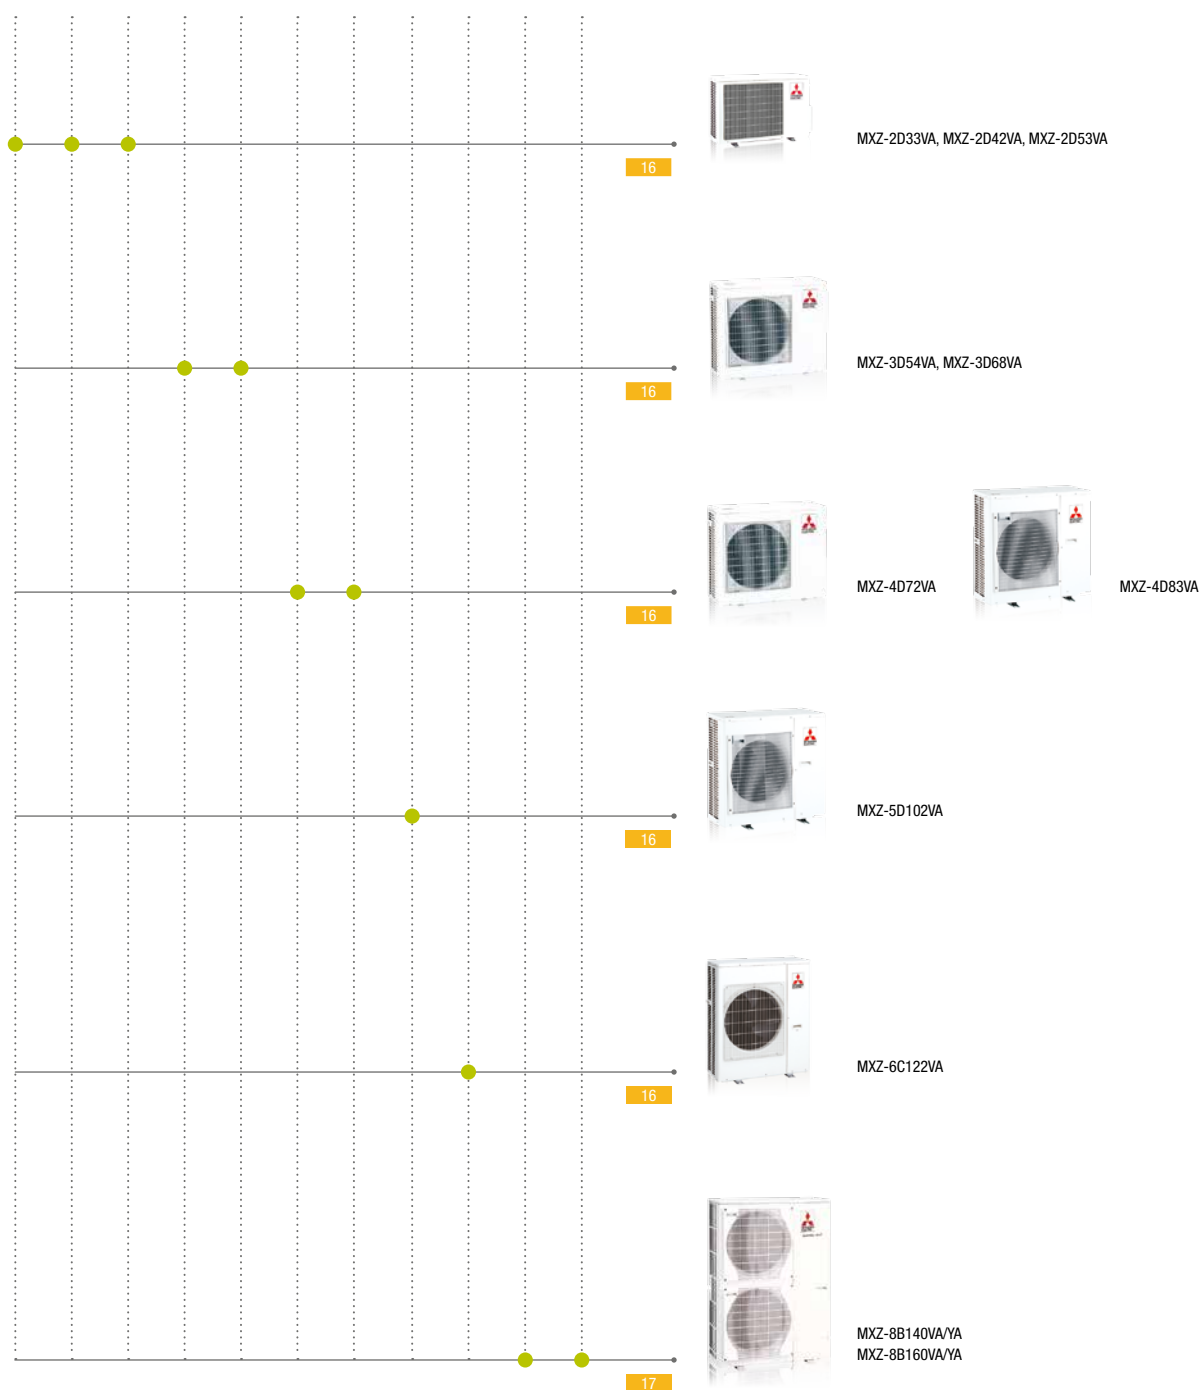 MXZ-2D33VA, MXZ-2D42VA, MXZ-2D53VA
16
MXZ-3D54VA, MXZ-3D68VA
16
MXZ-4D72VA
MXZ-4D83VA
16
MXZ-5D102VA
16
MXZ-6C122VA
16
MXZ-8B140VA/YA
MXZ-8B160VA/YA
17